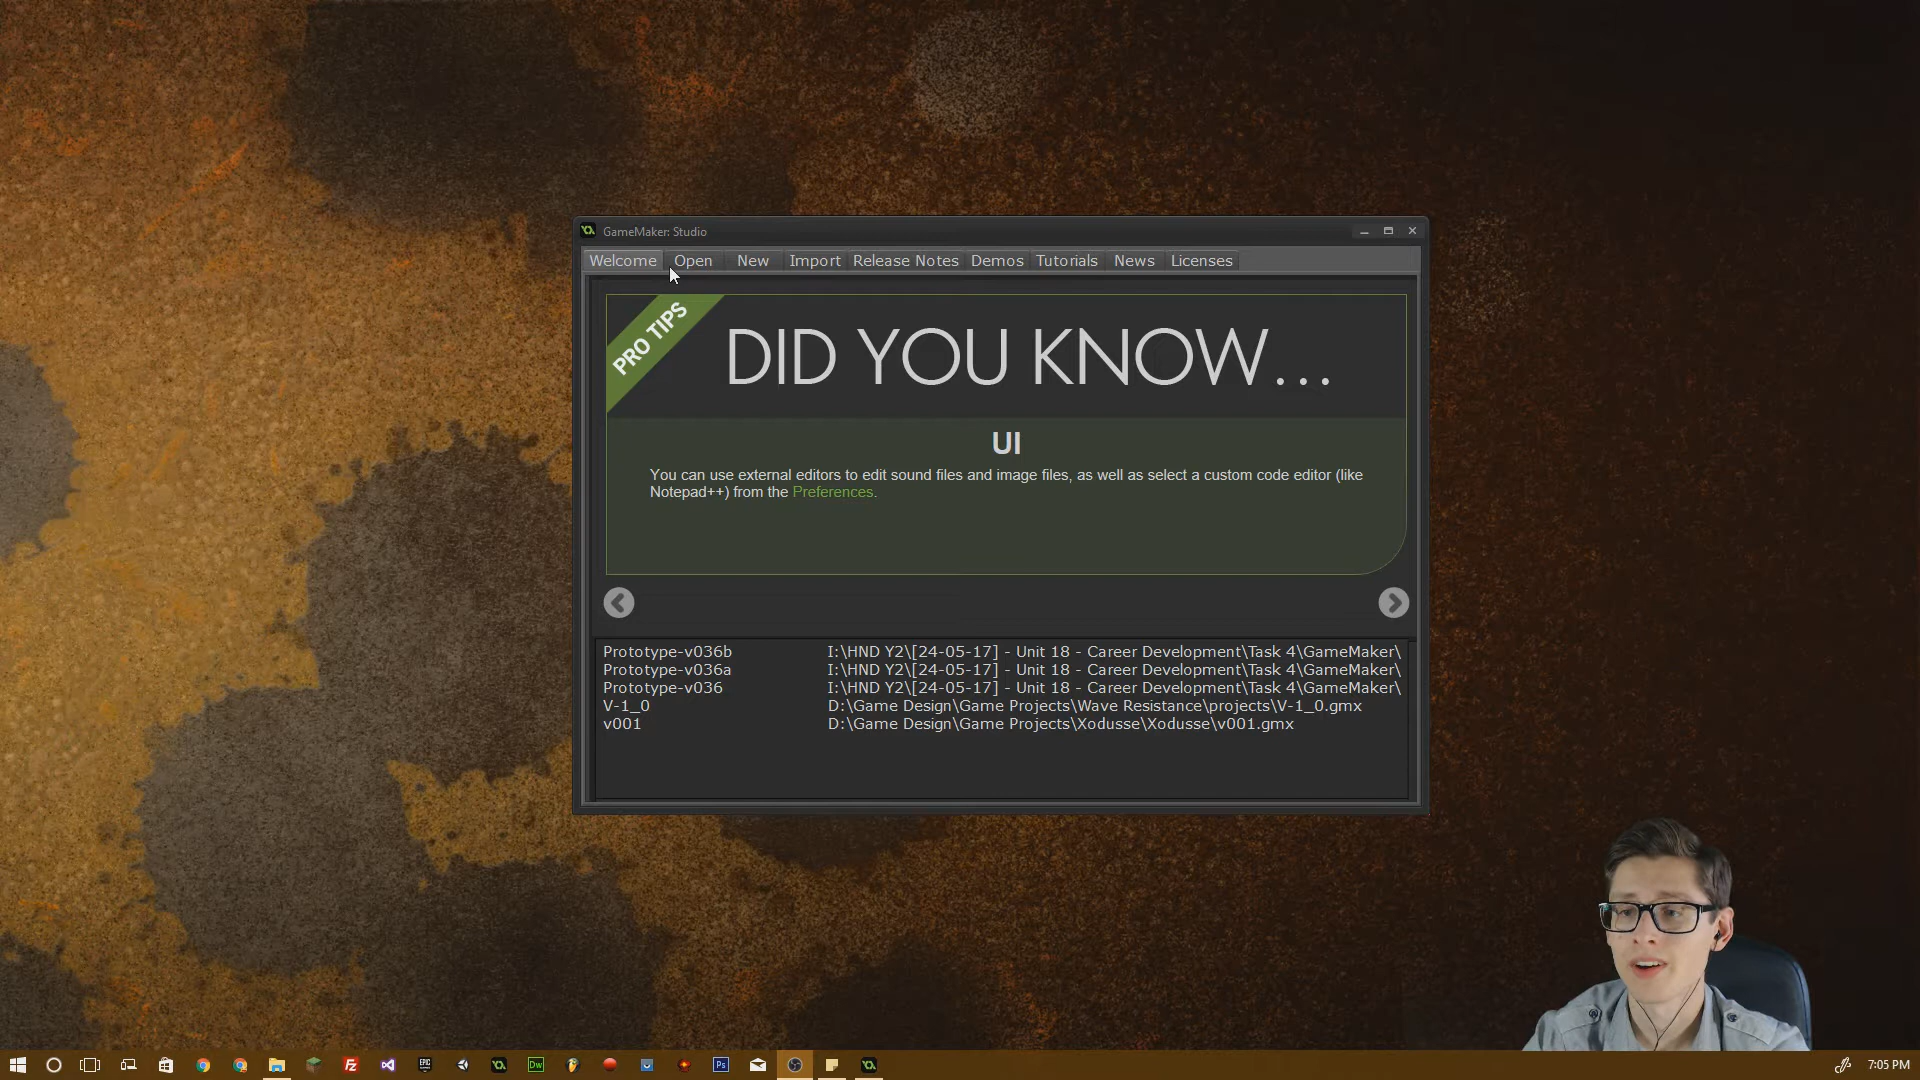 GameMaker: Studio
Welcome Open New Import Release Notes Demos Tutorials News Licenses
PRO TIPS
DID YOU KNOW...
UI
You can use external editors to edit sound files and image files, as well as select a custom code editor (like
Notepad++) from the Preferences.
Prototype-v036b I:\HND Y2\[24-05-17] - Unit 18 - Career Development\Task 4\GameMaker\
Prototype-v036a I:\HND Y2\[24-05-17] - Unit 18 - Career Development\Task 4\GameMaker\
Prototype-v036 I:\HND Y2\[24-05-17] - Unit 18 - Career Development\Task 4\GameMaker\
V-1_0 D:\Game Design\Game Projects\Wave Resistance\projects\V-1_0.gmx
v001 D:\Game Design\Game Projects\Xodusse\Xodusse\v001.gmx
Fz EPIC Dw Ps 7:05 PM